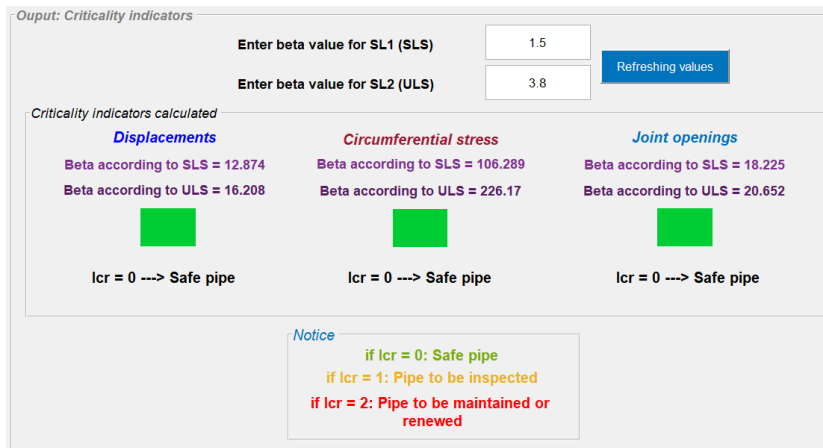 Ouput: Criticality indicators
Enter beta value for SL1 (SLS) 1.5
Refreshing values
Enter beta value for SL2 (ULS) 3.8
Criticality indicators calculated
Displacements Circumferential stress Joint openings
Beta according to SLS = 12.874 Beta according to SLS = 106.289 Beta according to SLS = 18.225
Beta according to ULS = 16.208 Beta according to ULS = 226.17 Beta according to ULS = 20.652
Icr = 0 ---> Safe pipe Icr = 0 ---> Safe pipe Icr = 0 ---> Safe pipe
Notice
if Icr = 0: Safe pipe
if Icr = 1: Pipe to be inspected
if Icr = 2: Pipe to be maintained or
renewed